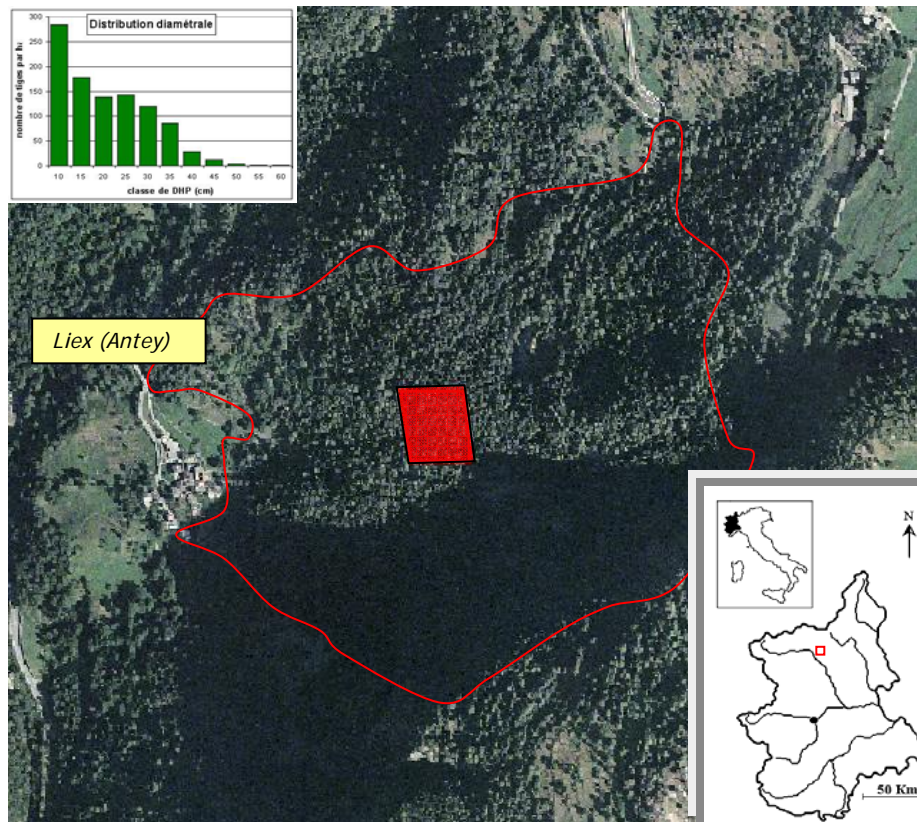 Distribution diamétrale
nombre de tiges par ha
300
250
200
150
100
50
0
10 15 20 25 30 35 40 45 50 55 60
classe de DHP (cm)
Liex (Antey)
N
50 Km